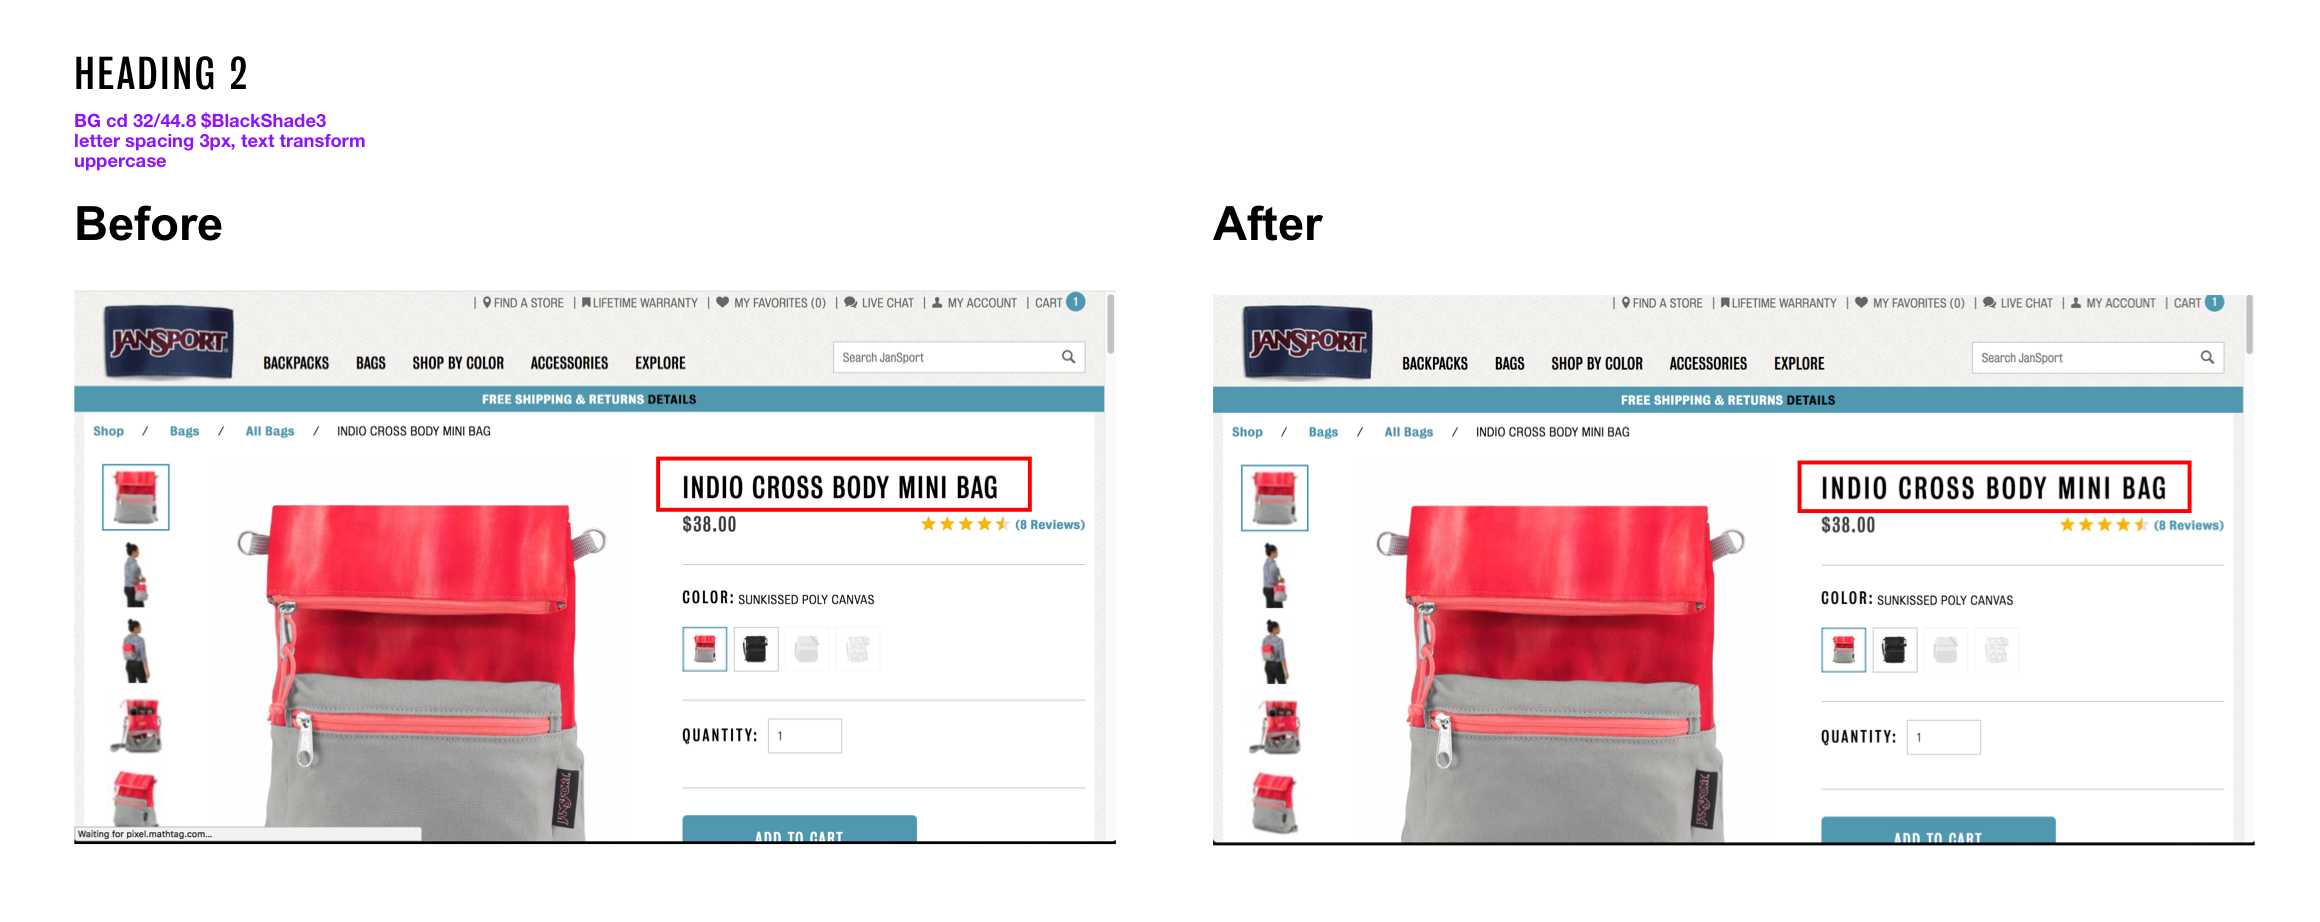 HEADING 2
BG cd 32/44.8 $BlackShade3
letter spacing 3px, text transform
uppercase
Before
| FIND A STORE | LIFETIME WARRANTY | MY FAVORITES (0) | LIVE CHAT | MY ACCOUNT | CART 1
JANSPORT
BACKPACKS BAGS SHOP BY COLOR ACCESSORIES EXPLORE
Search JanSport
FREE SHIPPING & RETURNS DETAILS
Shop / Bags / All Bags / INDIO CROSS BODY MINI BAG
INDIO CROSS BODY MINI BAG
$38.00
(8 Reviews)
COLOR: SUNKISSED POLY CANVAS
QUANTITY: 1
JANSPORT
ADD TO CART
Waiting for pixel.mathtag.com...
After
| FIND A STORE | LIFETIME WARRANTY | MY FAVORITES (0) | LIVE CHAT | MY ACCOUNT | CART 1
JANSPORT
BACKPACKS BAGS SHOP BY COLOR ACCESSORIES EXPLORE
Search JanSport
FREE SHIPPING & RETURNS DETAILS
Shop / Bags / All Bags / INDIO CROSS BODY MINI BAG
INDIO CROSS BODY MINI BAG
$38.00
(8 Reviews)
COLOR: SUNKISSED POLY CANVAS
QUANTITY: 1
JANSPORT
ADD TO CART